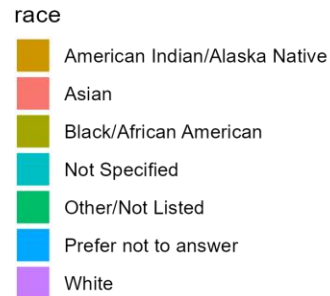 race
American Indian/Alaska Native
Asian
Black/African American
Not Specified
Other/Not Listed
Prefer not to answer
White